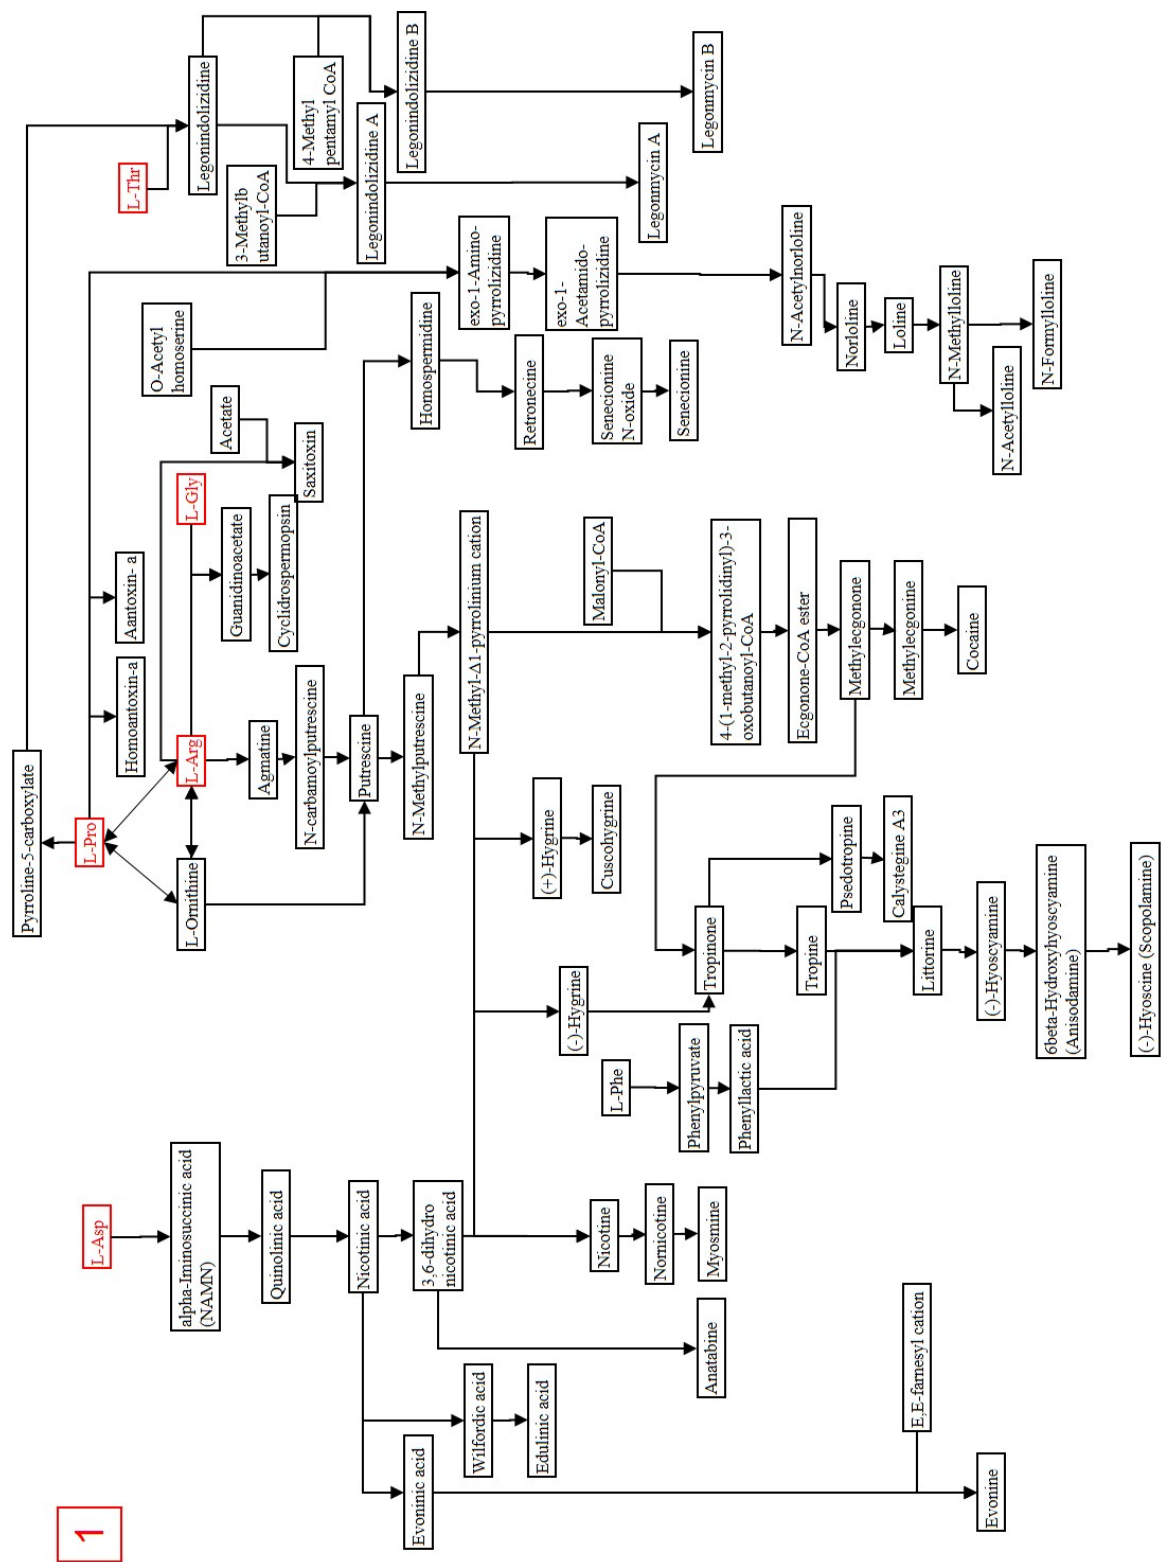 1
L-Asp
alpha-Iminosuccinic acid
(NAMN)
Quinolinic acid
Nicotinic acid
3,6-dihydro
nicotinic acid
Evoninic acid
Wilfordic acid
Edulinic acid
Anatabine
E,E-farnesyl cation
Evonine
Nicotine
Nornicotine
Myosmine
Pyrroline-5-carboxylate
L-Pro
L-Ornithine
L-Arg
Homoantoxin-a
Aantoxin- a
L-Gly
Guanidinoacetate
Cyclidrospermopsin
Acetate
Saxitoxin
Agmatine
N-carbamoylputrescine
Putrescine
N-Methylputrescine
N-Methyl-Δ1-pyrrolinium cation
(-)-Hygrine
(+)-Hygrine
Cuscohygrine
L-Phe
Phenylpyruvate
Phenyllactic acid
Tropinone
Tropine
Psedotropine
Calystegine A3
Littorine
(-)-Hyoscyamine
6beta-Hydroxyhyoscyamine
(Anisodamine)
(-)-Hyoscine (Scopolamine)
Malonyl-CoA
4-(1-methyl-2-pyrrolidinyl)-3-
oxobutanoyl-CoA
Ecgonone-CoA ester
Methylecgonone
Methylecgonine
Cocaine
O-Acetyl
homoserine
Homospermidine
Retronecine
Senecionine
N-oxide
Senecionine
exo-1-Amino-
pyrrolizidine
exo-1-
Acetamido-
pyrrolizidine
N-Acetylnorloline
Norloline
Loline
N-Methylloline
N-Acetylloline
N-Formylloline
L-Thr
Legonindolizidine
3-Methylb
utanoyl-CoA
4-Methyl
pentamyl CoA
Legonindolizidine A
Legonindolizidine B
Legonmycin A
Legonmycin B